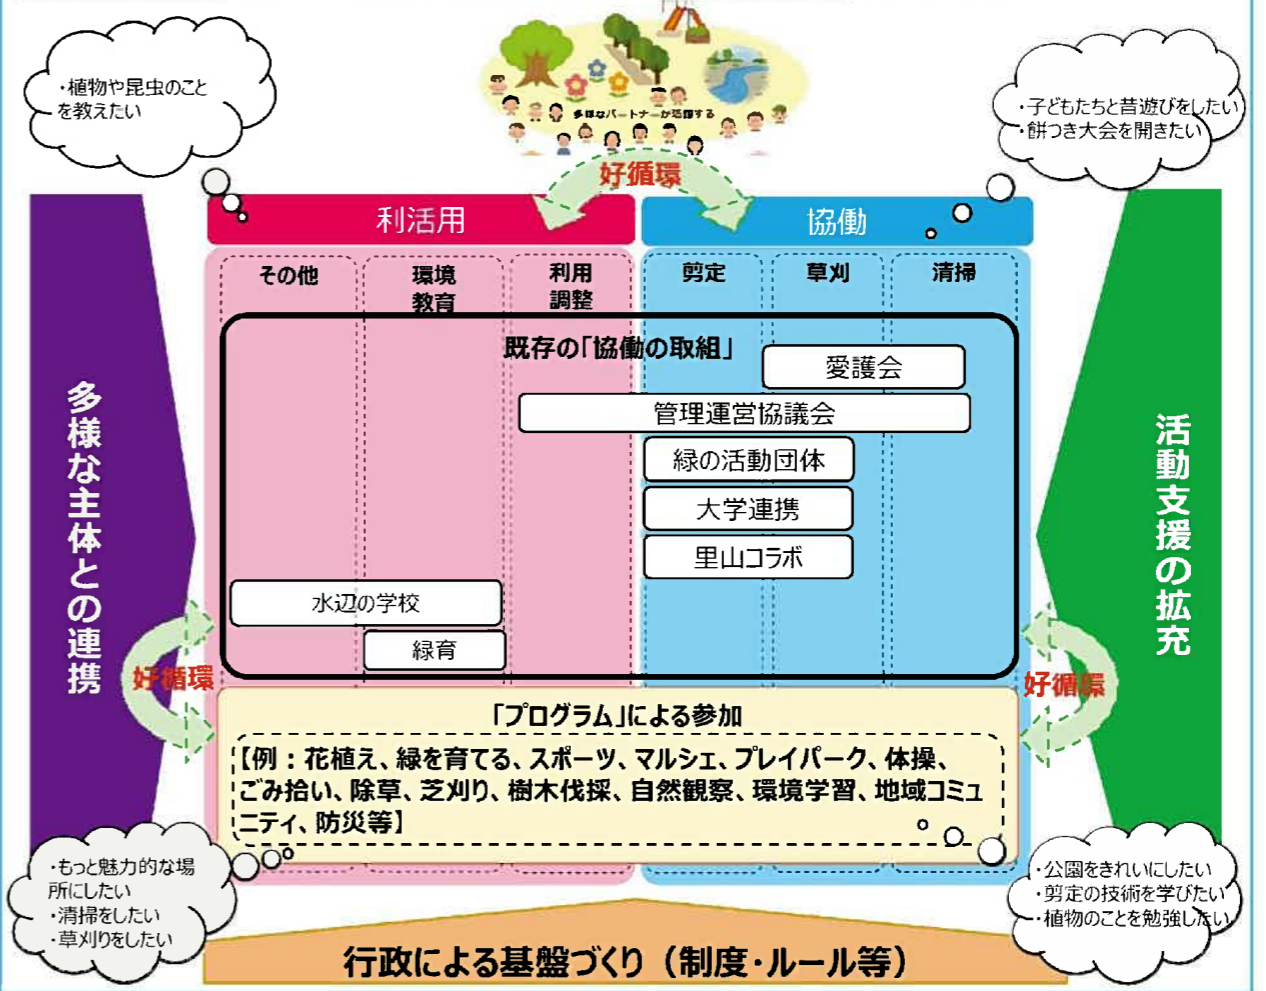 多様なパートナーが活躍する
・植物や昆虫のこと
を教えたい
・子どもたちと昔遊びをしたい
・餅つき大会を開きたい
好循環
利活用
協働
その他
環境
教育
利用
調整
剪定
草刈
清掃
既存の「協働の取組」
愛護会
管理運営協議会
緑の活動団体
大学連携
里山コラボ
水辺の学校
緑育
多様な主体との連携
活動支援の拡充
好循環
好循環
「プログラム」による参加
【例：花植え、緑を育てる、スポーツ、マルシェ、プレイパーク、体操、
ごみ拾い、除草、芝刈り、樹木伐採、自然観察、環境学習、地域コミュ
ニティ、防災等】
・もっと魅力的な場
所にしたい
・清掃をしたい
・草刈りをしたい
・公園をきれいにしたい
・剪定の技術を学びたい
・植物のことを勉強したい
行政による基盤づくり（制度・ルール等）